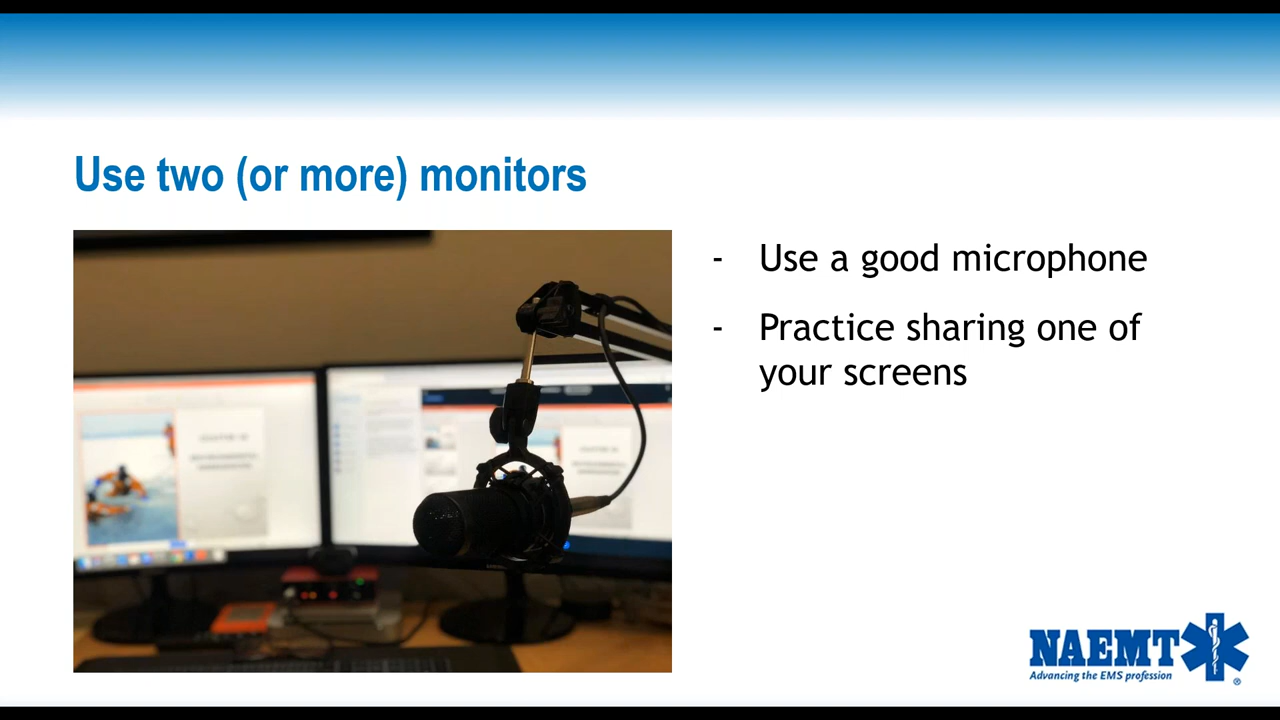 Use two (or more) monitors
- Use a good microphone
- Practice sharing one of
your screens
NAEMT
Advancing the EMS profession
®